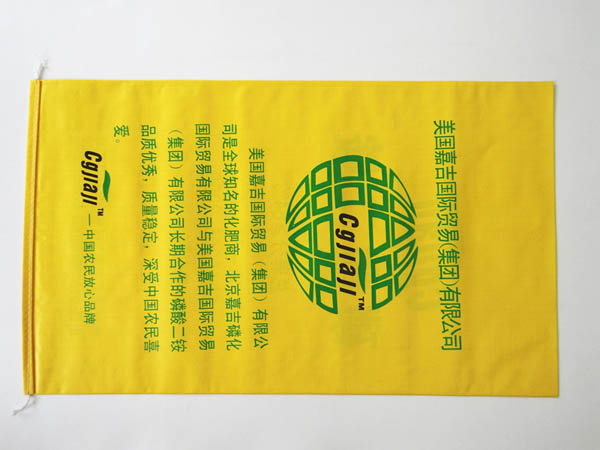 美国嘉吉国际贸易(集团)有限公司
Cgjiaji™
美国嘉吉国际贸易（集团）有限公
司是全球知名的化肥商，北京嘉吉磷化
国际贸易有限公司与美国嘉吉国际贸易
（集团）有限公司长期合作的磷酸二铵
品质优秀，质量稳定，深受中国农民喜
爱。
Cgjiaji™ —中国农民放心品牌